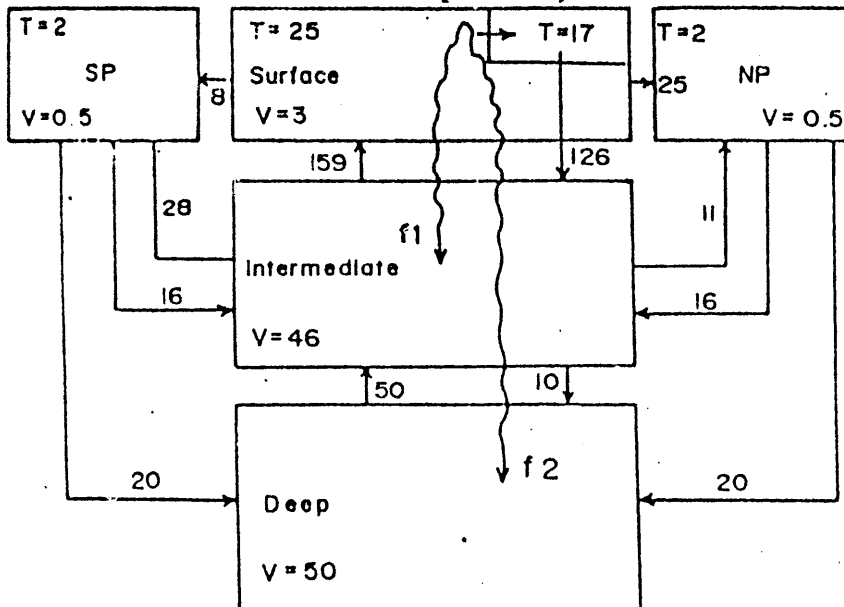 T=2
SP
V=0.5
T=25
Surface
V=3
T=17
T=2
NP
V=0.5
8
25
159
126
28
11
f1
Intermediate
16
16
V=46
50
10
20
f2
20
Deep
V=50